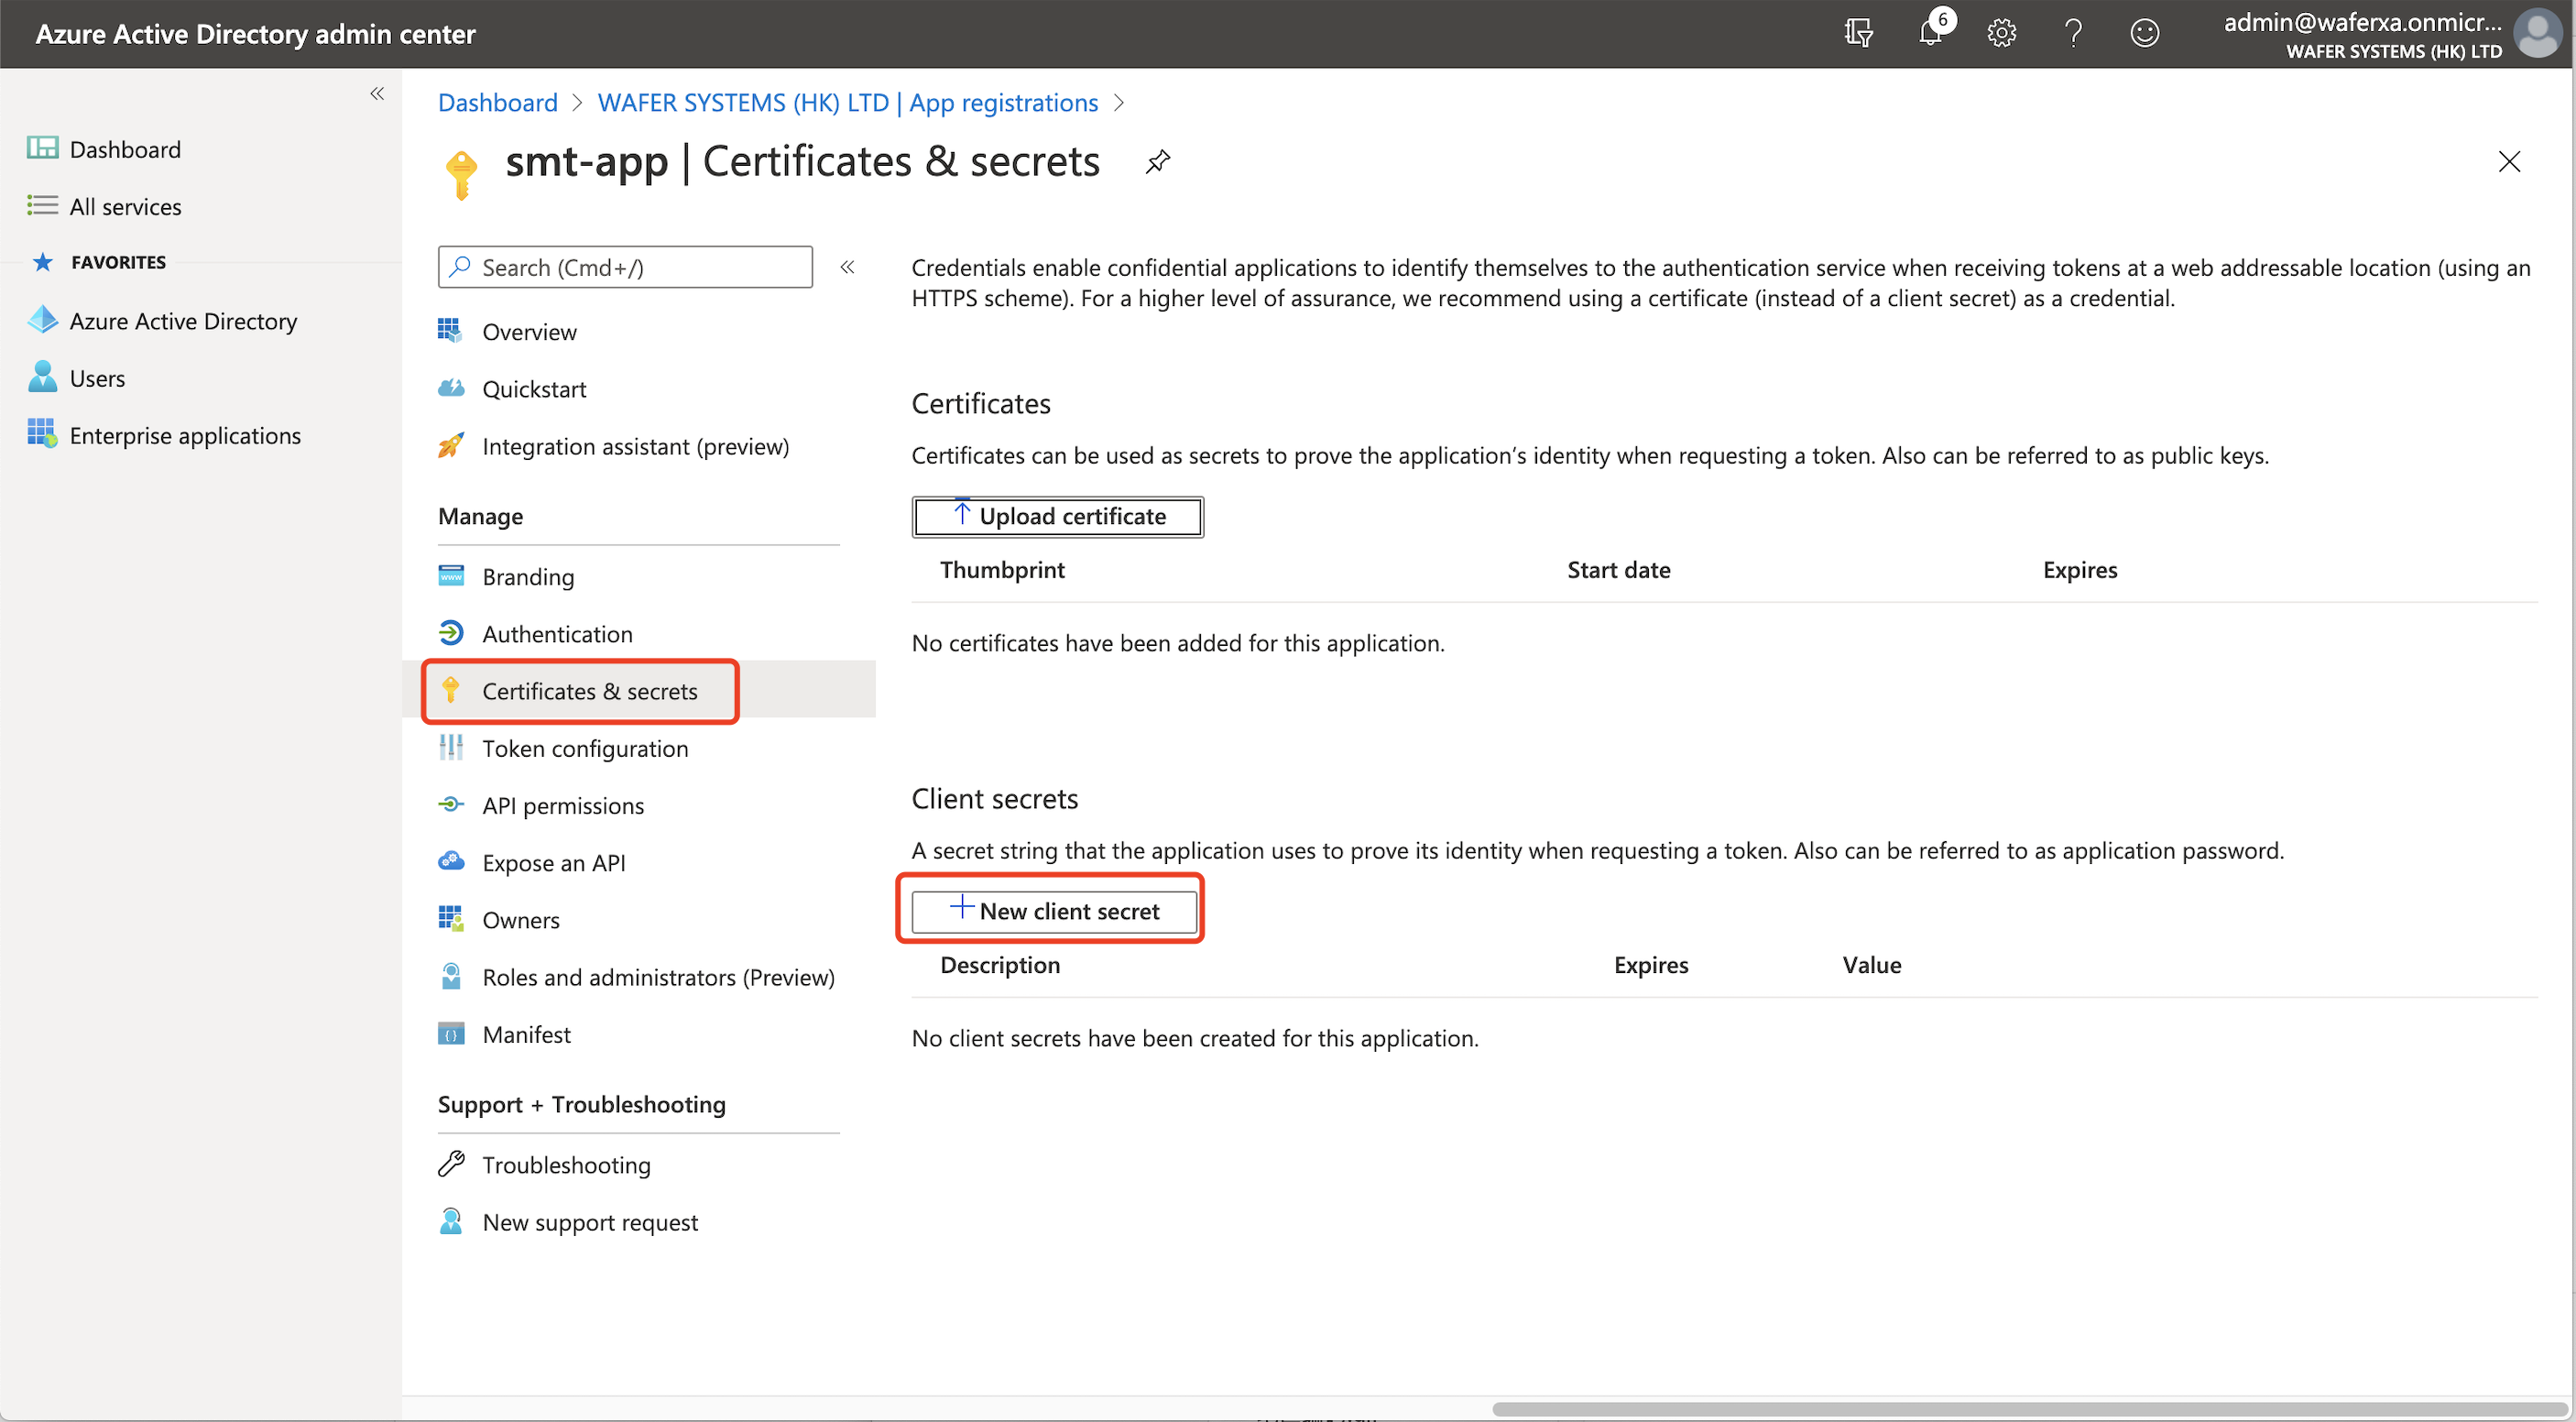 Azure Active Directory admin center
6
admin@waferxa.onmicr...
WAFER SYSTEMS (HK) LTD
Dashboard
All services
FAVORITES
Azure Active Directory
Users
Enterprise applications
Dashboard > WAFER SYSTEMS (HK) LTD | App registrations >
smt-app | Certificates & secrets
Search (Cmd+/)
Overview
Quickstart
Integration assistant (preview)
Manage
Branding
Authentication
Certificates & secrets
Token configuration
API permissions
Expose an API
Owners
Roles and administrators (Preview)
Manifest
Support + Troubleshooting
Troubleshooting
New support request
Credentials enable confidential applications to identify themselves to the authentication service when receiving tokens at a web addressable location (using an
HTTPS scheme). For a higher level of assurance, we recommend using a certificate (instead of a client secret) as a credential.
Certificates
Certificates can be used as secrets to prove the application's identity when requesting a token. Also can be referred to as public keys.
Upload certificate
Thumbprint Start date Expires
No certificates have been added for this application.
Client secrets
A secret string that the application uses to prove its identity when requesting a token. Also can be referred to as application password.
New client secret
Description Expires Value
No client secrets have been created for this application.